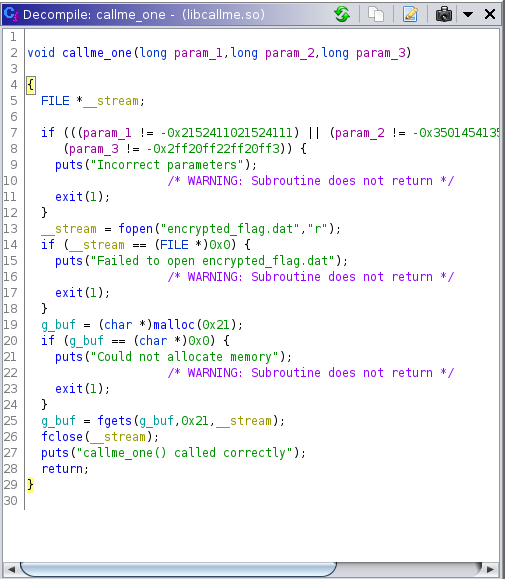 Decompile: callme_one - (libcallme.so)
1
2 void callme_one(long param_1,long param_2,long param_3)
3
4 {
5 FILE *__stream;
6
7 if (((param_1 != -0x2152411021524111) || (param_2 != -0x3501454135
8 (param_3 != -0x2ff20ff22ff20ff3)) {
9 puts("Incorrect parameters");
10 /* WARNING: Subroutine does not return */
11 exit(1);
12 }
13 __stream = fopen("encrypted_flag.dat","r");
14 if (__stream == (FILE *)0x0) {
15 puts("Failed to open encrypted_flag.dat");
16 /* WARNING: Subroutine does not return */
17 exit(1);
18 }
19 g_buf = (char *)malloc(0x21);
20 if (g_buf == (char *)0x0) {
21 puts("Could not allocate memory");
22 /* WARNING: Subroutine does not return */
23 exit(1);
24 }
25 g_buf = fgets(g_buf,0x21,__stream);
26 fclose(__stream);
27 puts("callme_one() called correctly");
28 return;
29 }
30